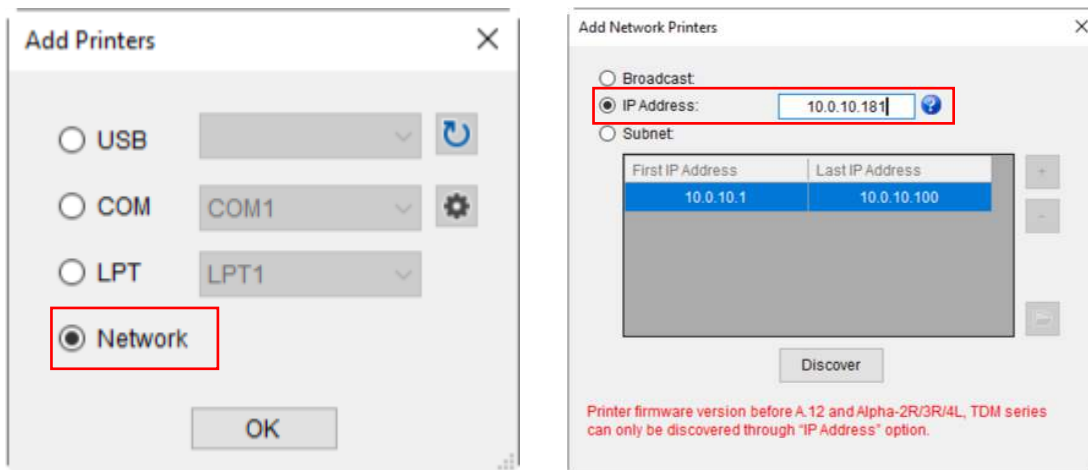 Add Printers
USB
COM
COM1
LPT
LPT1
Network
OK
Add Network Printers
Broadcast:
IP Address:
10.0.10.181
?
Subnet:
First IP Address Last IP Address
10.0.10.1 10.0.10.100
+
-
Discover
Printer firmware version before A.12 and Alpha-2R/3R/4L, TDM series
can only be discovered through "IP Address" option.